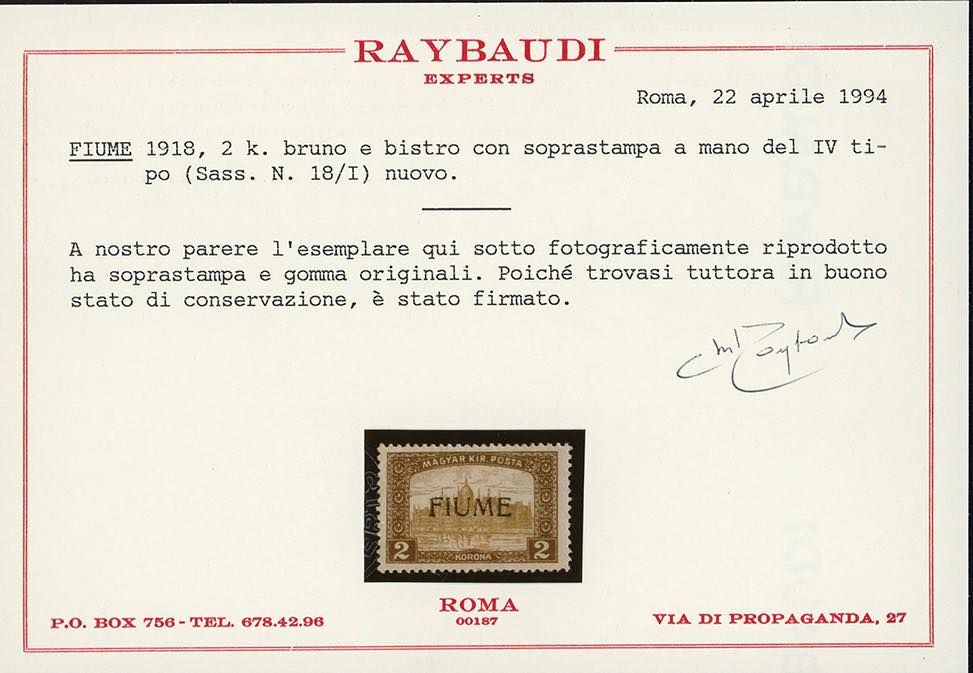 RAYBAUDI
EXPERTS
Roma, 22 aprile 1994
FIUME 1918, 2 k. bruno e bistro con soprastampa a mano del IV ti-
po (Sass. N. 18/I) nuovo.
A nostro parere l'esemplare qui sotto fotograficamente riprodotto
ha soprastampa e gomma originali. Poiché trovasi tuttora in buono
stato di conservazione, è stato firmato.
MAGYAR KIR. POSTA
FIUME
2 KORONA 2
ROMA
00187
P.O. BOX 756 - TEL. 678.42.96
VIA DI PROPAGANDA, 27